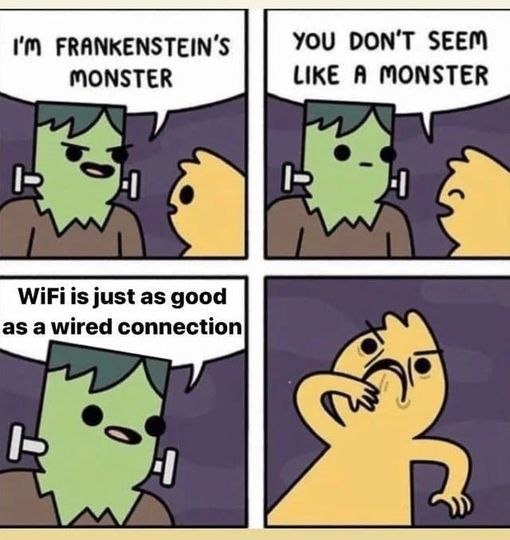 I'M FRANKENSTEIN'S
MONSTER
YOU DON'T SEEM
LIKE A MONSTER
WiFi is just as good
as a wired connection